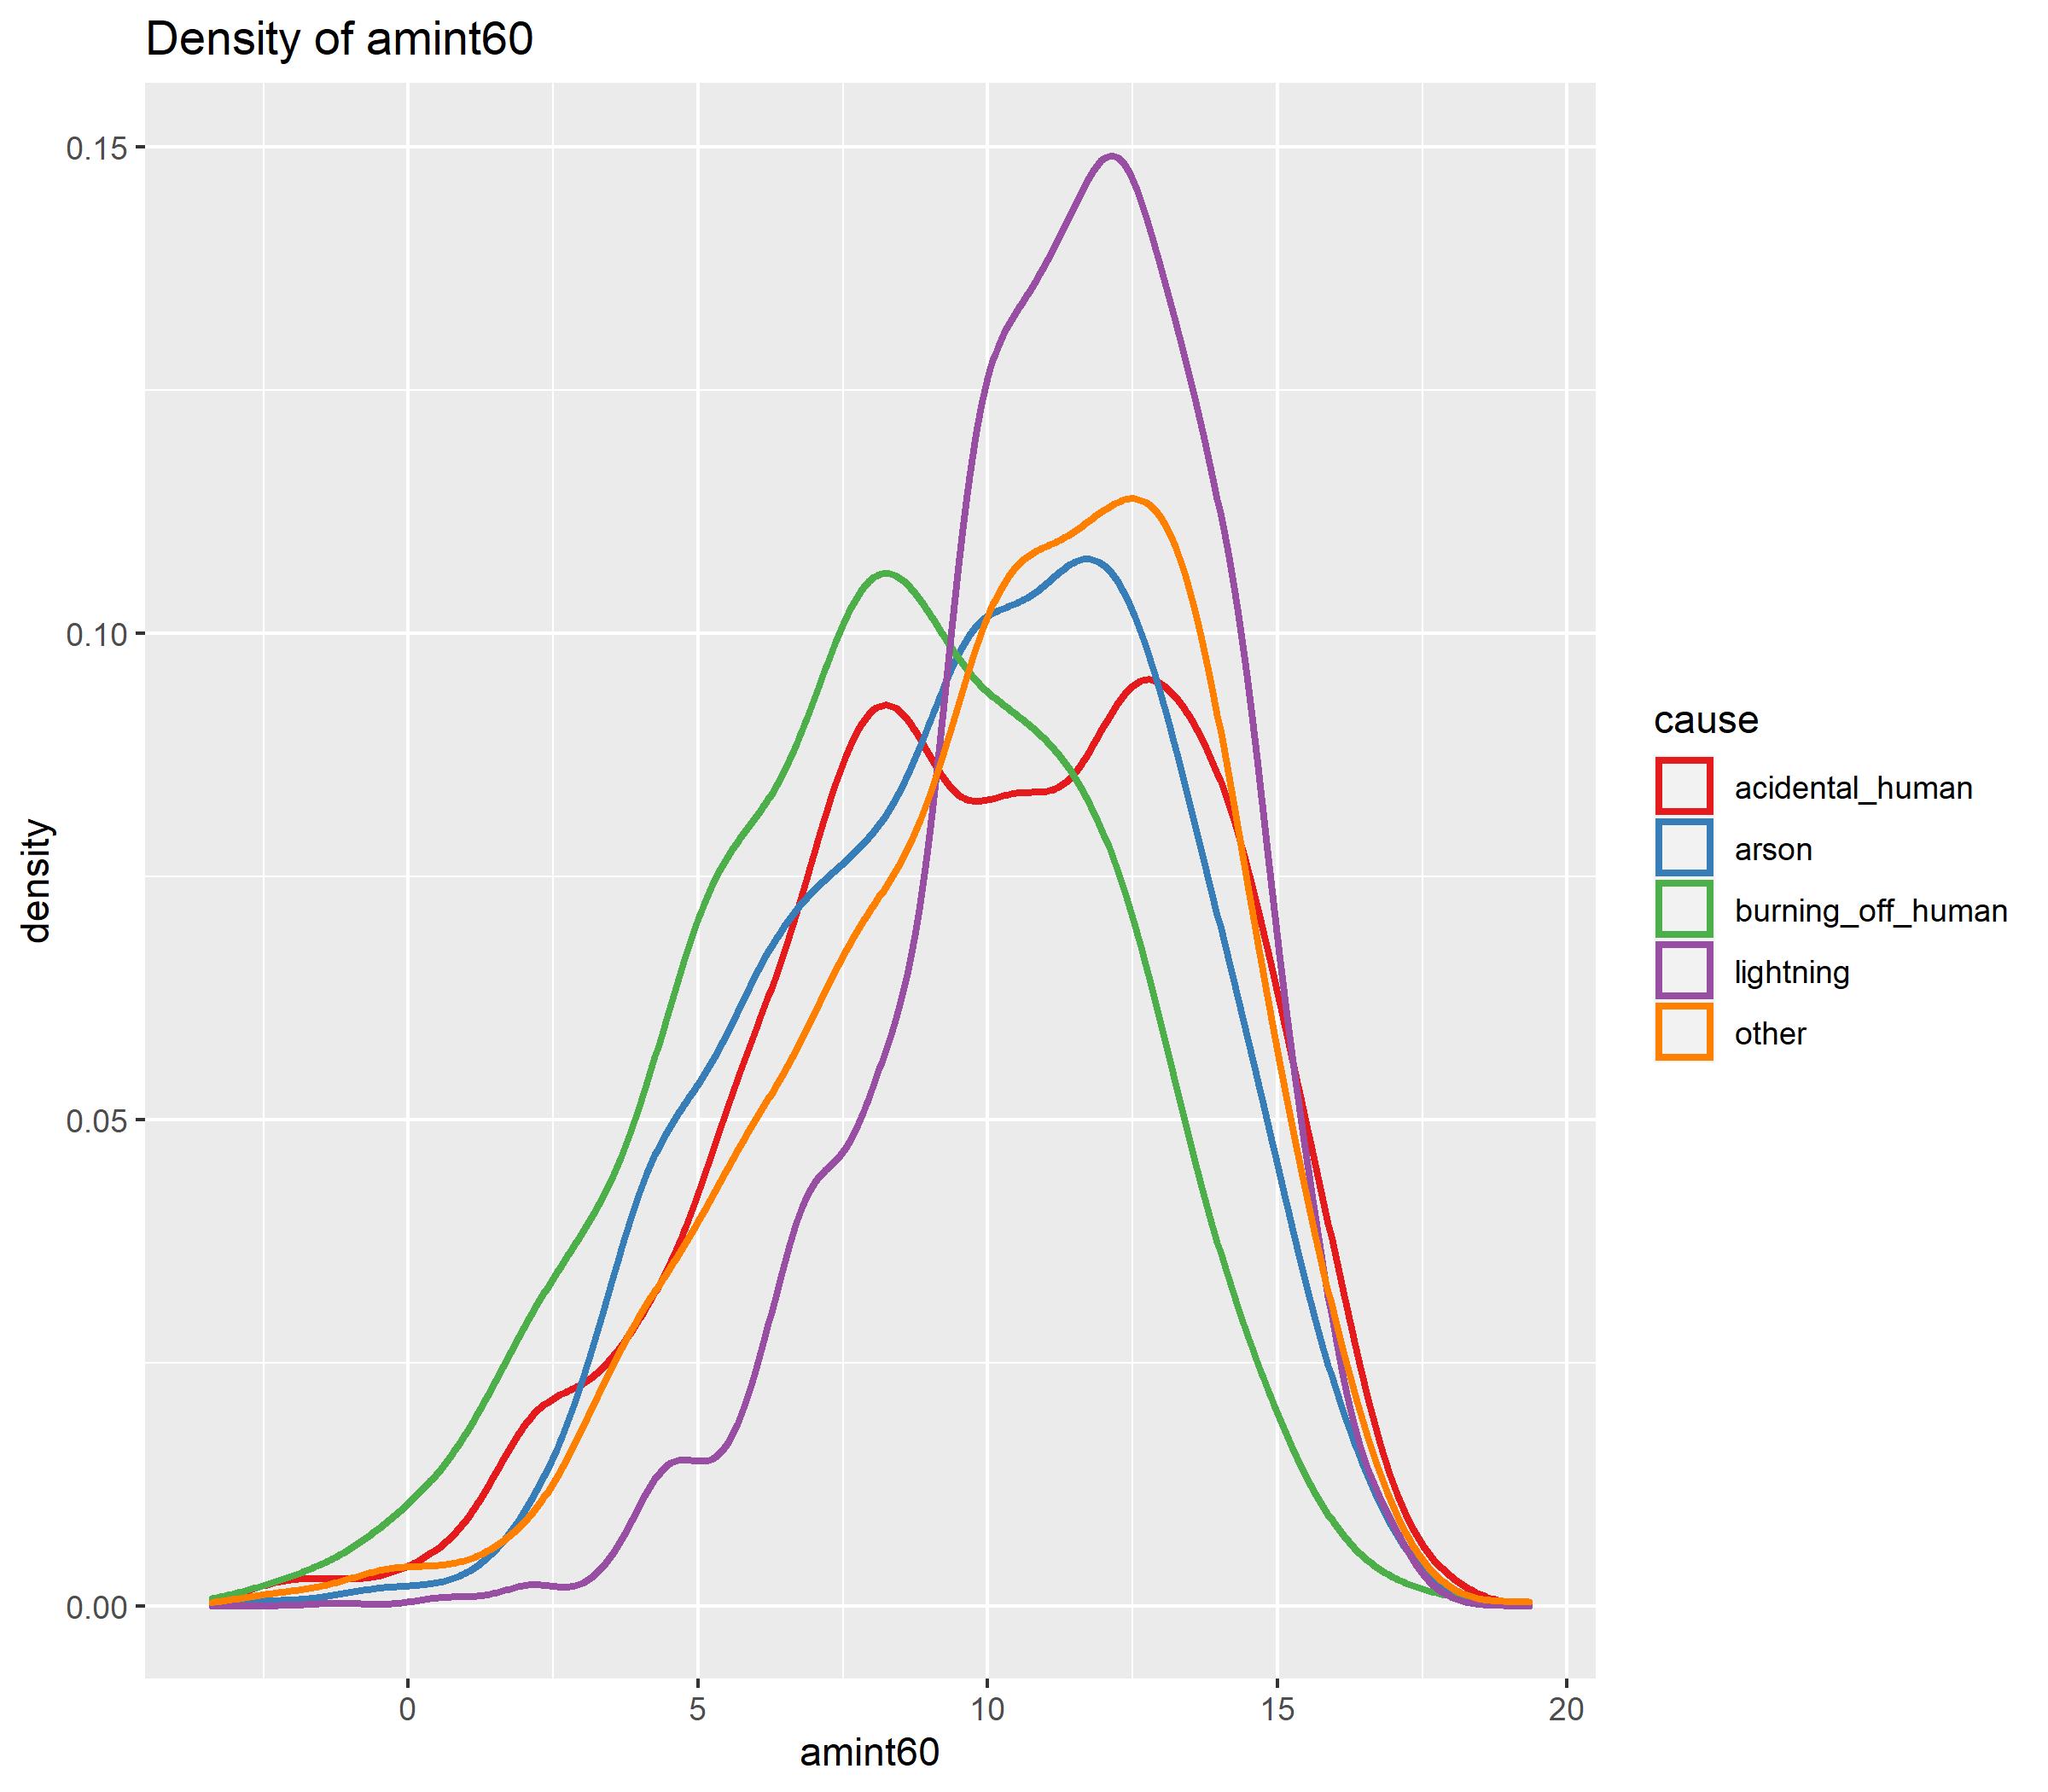 Density of amint60
0.15
0.10
0.05
0.00
density
0
5
10
15
20
amint60
cause
acidental_human
arson
burning_off_human
lightning
other